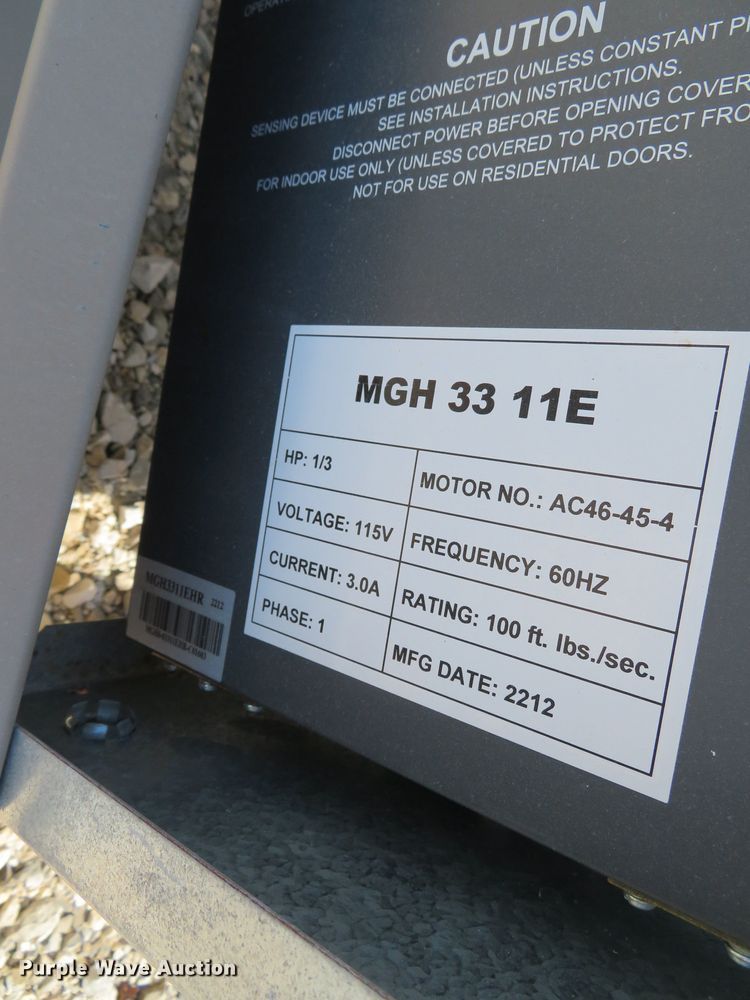 CAUTION
SENSING DEVICE MUST BE CONNECTED (UNLESS CONSTANT
SEE INSTALLATION INSTRUCTIONS.
DISCONNECT POWER BEFORE OPENING COVER
FOR INDOOR USE ONLY (UNLESS COVERED TO PROTECT FRO
NOT FOR USE ON RESIDENTIAL DOORS.
MGH 33 11E
HP: 1/3
MOTOR NO.: AC46-45-4
VOLTAGE: 115V
FREQUENCY: 60HZ
CURRENT: 3.0A
RATING: 100 ft. lbs./sec.
PHASE: 1
MFG DATE: 2212
MGH3311EHR 2212
Purple Wave Auction